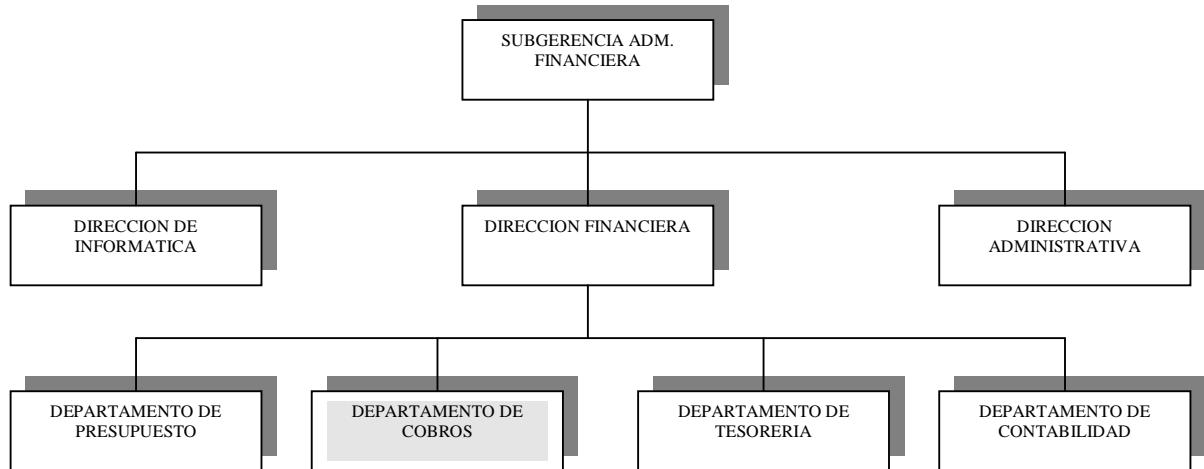 SUBGERENCIA ADM.
FINANCIERA
DIRECCION DE
INFORMATICA
DIRECCION FINANCIERA
DIRECCION
ADMINISTRATIVA
DEPARTAMENTO DE
PRESUPUESTO
DEPARTAMENTO DE
COBROS
DEPARTAMENTO DE
TESORERIA
DEPARTAMENTO DE
CONTABILIDAD